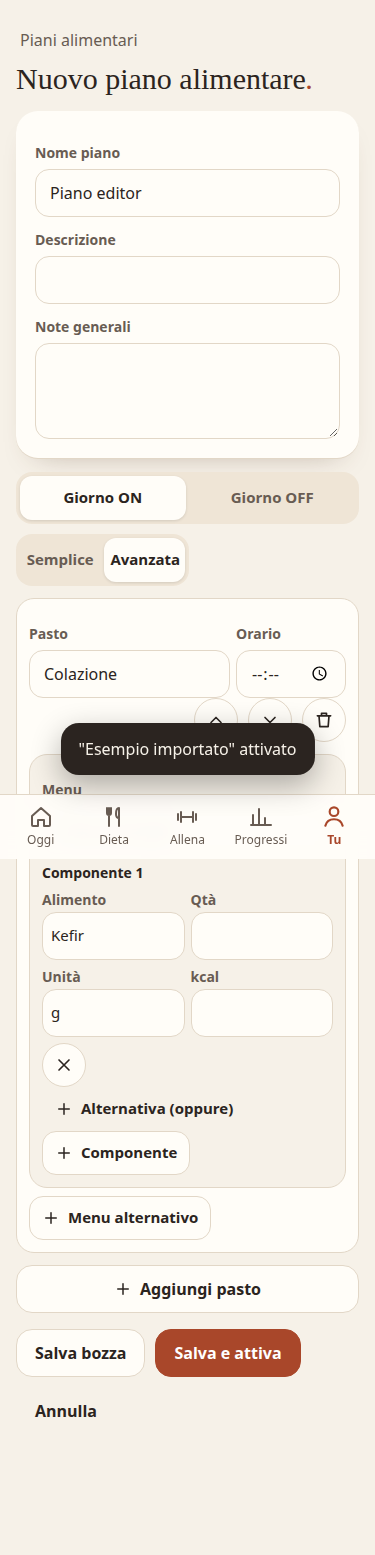 Piani alimentari
Nuovo piano alimentare.
Nome piano
Piano editor
Descrizione
Note generali
Giorno ON Giorno OFF
Semplice Avanzata
Pasto Orario
Colazione --:--
"Esempio importato" attivato
Menu
Oggi Dieta Allena Progressi Tu
Componente 1
Alimento Qtà
Kefir
Unità kcal
g
Alternativa (oppure)
Componente
Menu alternativo
Aggiungi pasto
Salva bozza Salva e attiva
Annulla